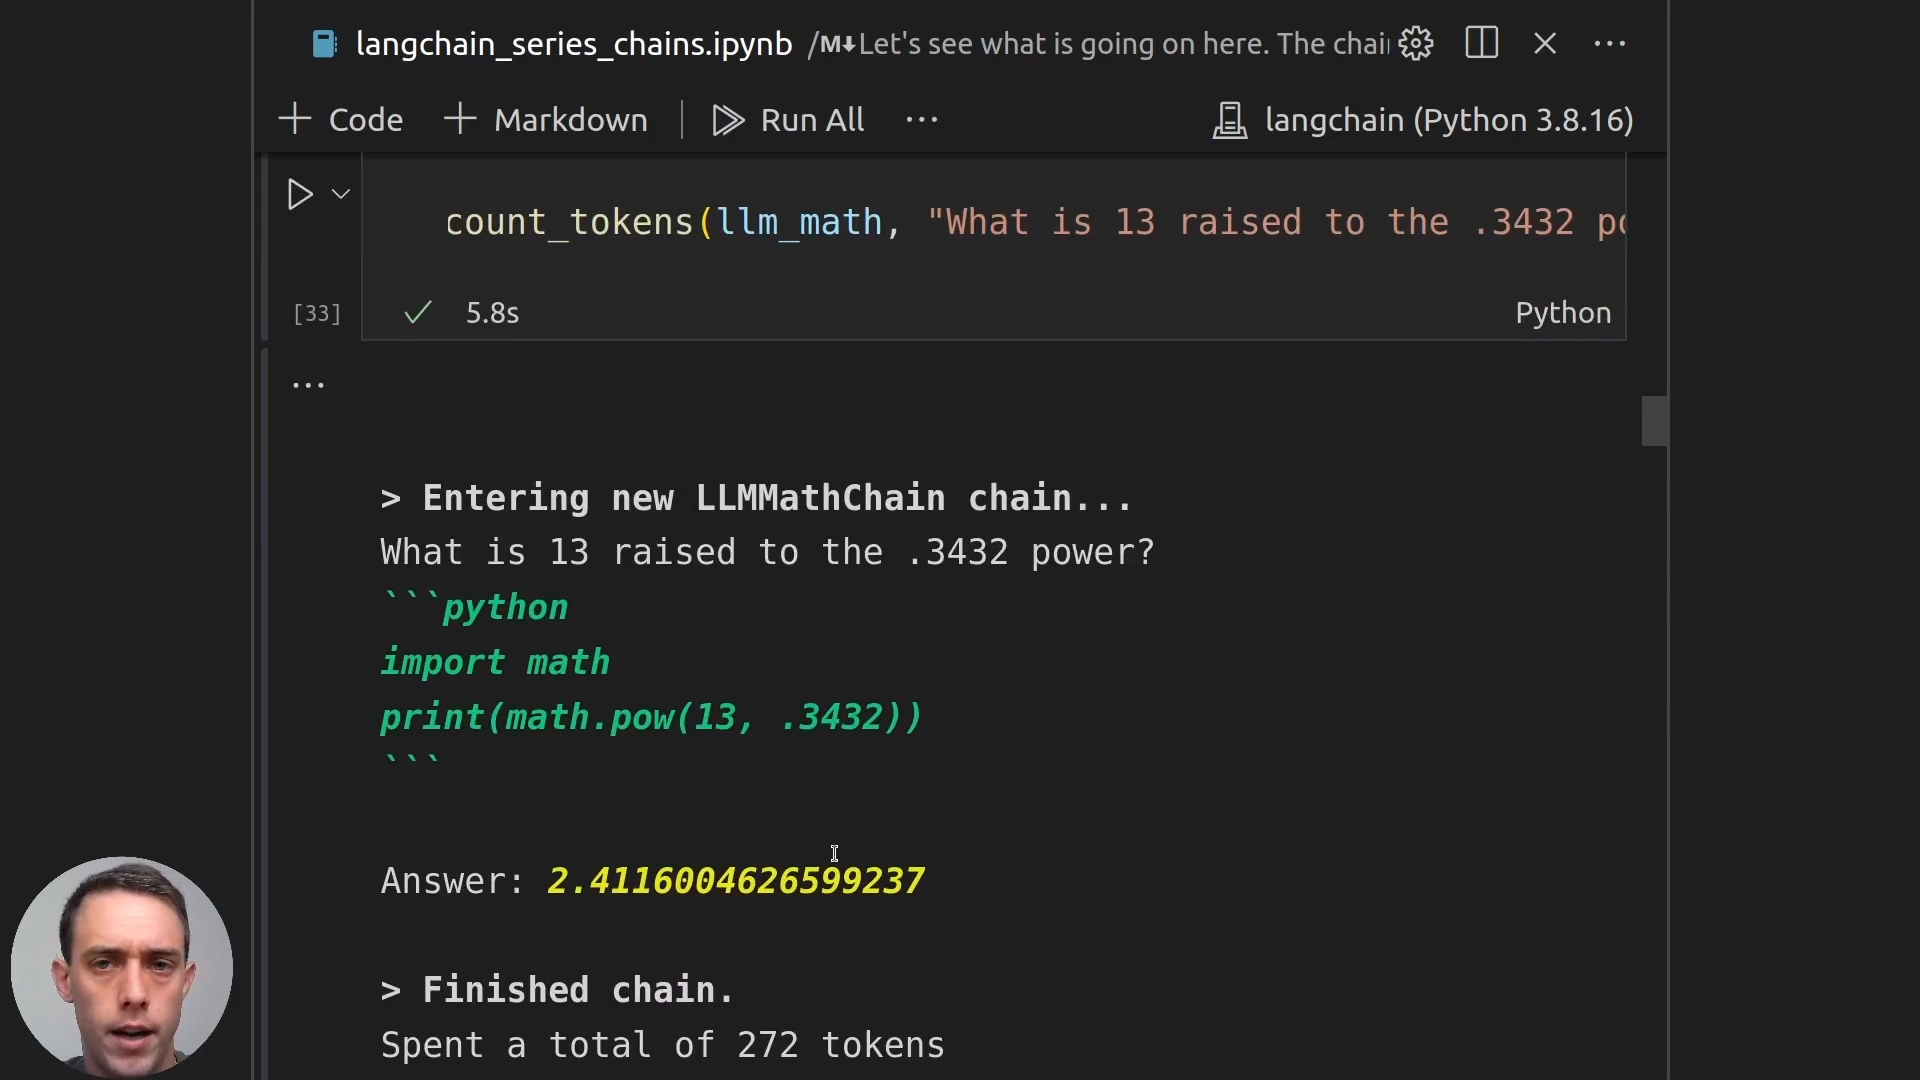 langchain_series_chains.ipynb /M↓Let's see what is going on here. The chai
+ Code + Markdown Run All ... langchain (Python 3.8.16)
count_tokens(llm_math, "What is 13 raised to the .3432 po
[33] ✓ 5.8s Python
...
> Entering new LLMMathChain chain...
What is 13 raised to the .3432 power?
```python
import math
print(math.pow(13, .3432))
```
Answer: 2.4116004626599237
> Finished chain.
Spent a total of 272 tokens